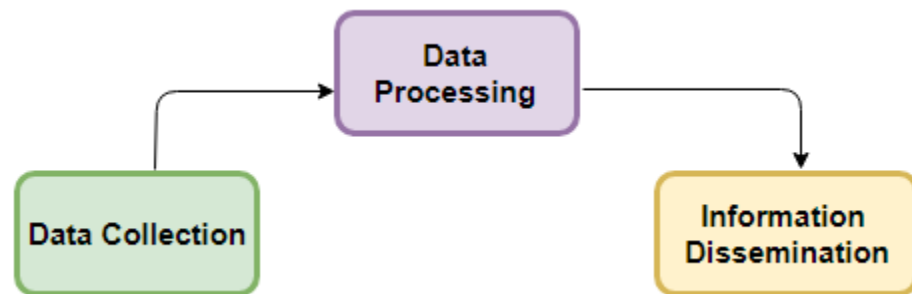 Data
Processing
Data Collection
Information
Dissemination